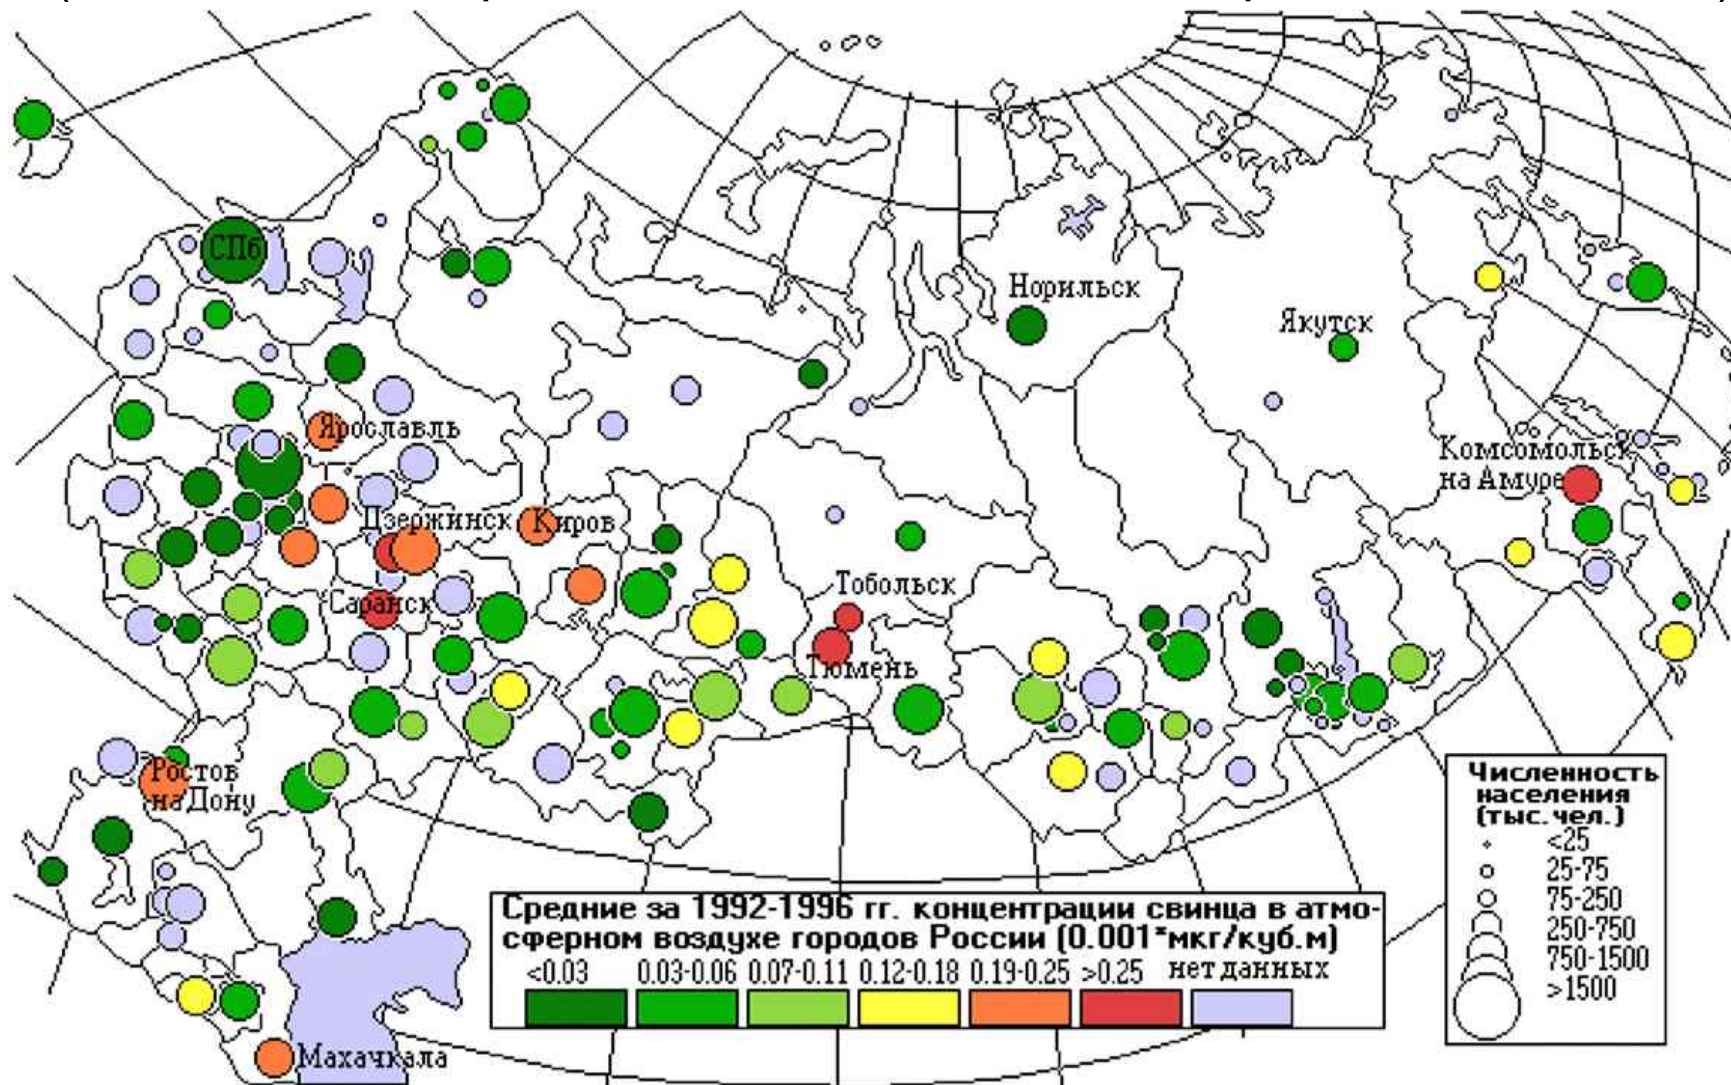 СПб
Норильск
Якутск
Ярославль
Комсомольск
на Амуре
Дзержинск
Киров
Тобольск
Саранск
Тюмень
Ростов
на Дону
Махачкала
Численность
населения
(тыс.чел.)
<25
25-75
75-250
250-750
750-1500
>1500
Средние за 1992-1996 гг. концентрации свинца в атмо-
сферном воздухе городов России (0.001*мкг/куб.м)
<0.03 0.03-0.06 0.07-0.11 0.12-0.18 0.19-0.25 >0.25 нет данных